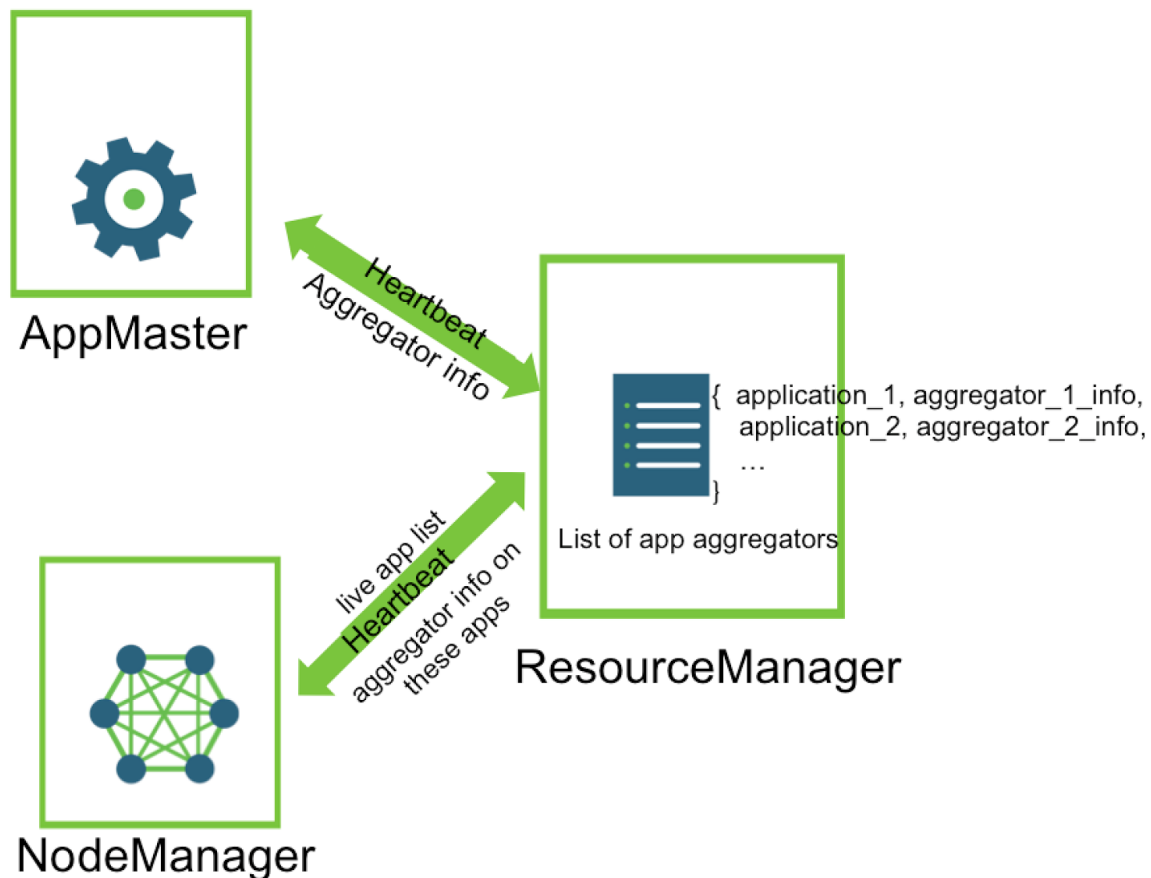 AppMaster
Heartbeat
Aggregator info
{ application_1, aggregator_1_info,
application_2, aggregator_2_info,
…
}
List of app aggregators
ResourceManager
live app list
Heartbeat
aggregator info on
these apps
NodeManager